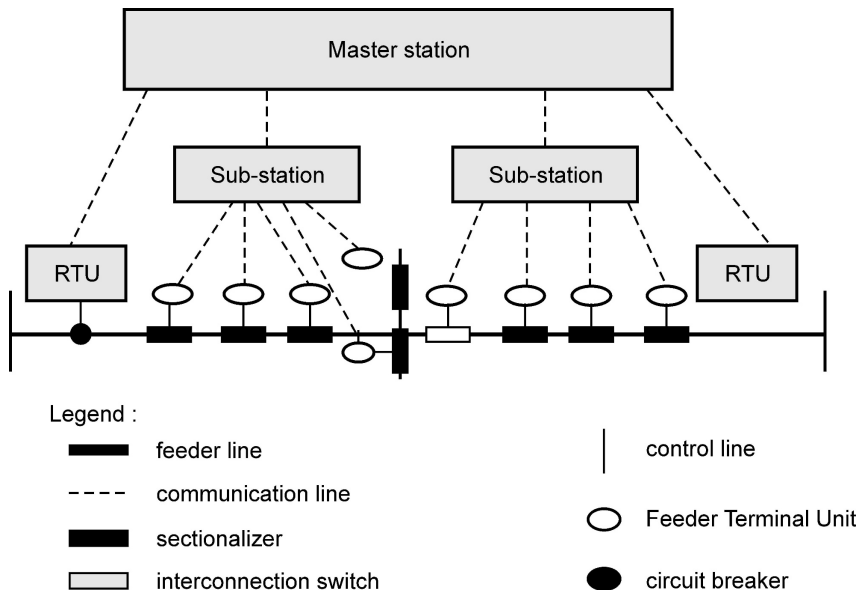 Master station
Sub-station
Sub-station
RTU
RTU
Legend :
feeder line
communication line
sectionalizer
interconnection switch
control line
Feeder Terminal Unit
circuit breaker